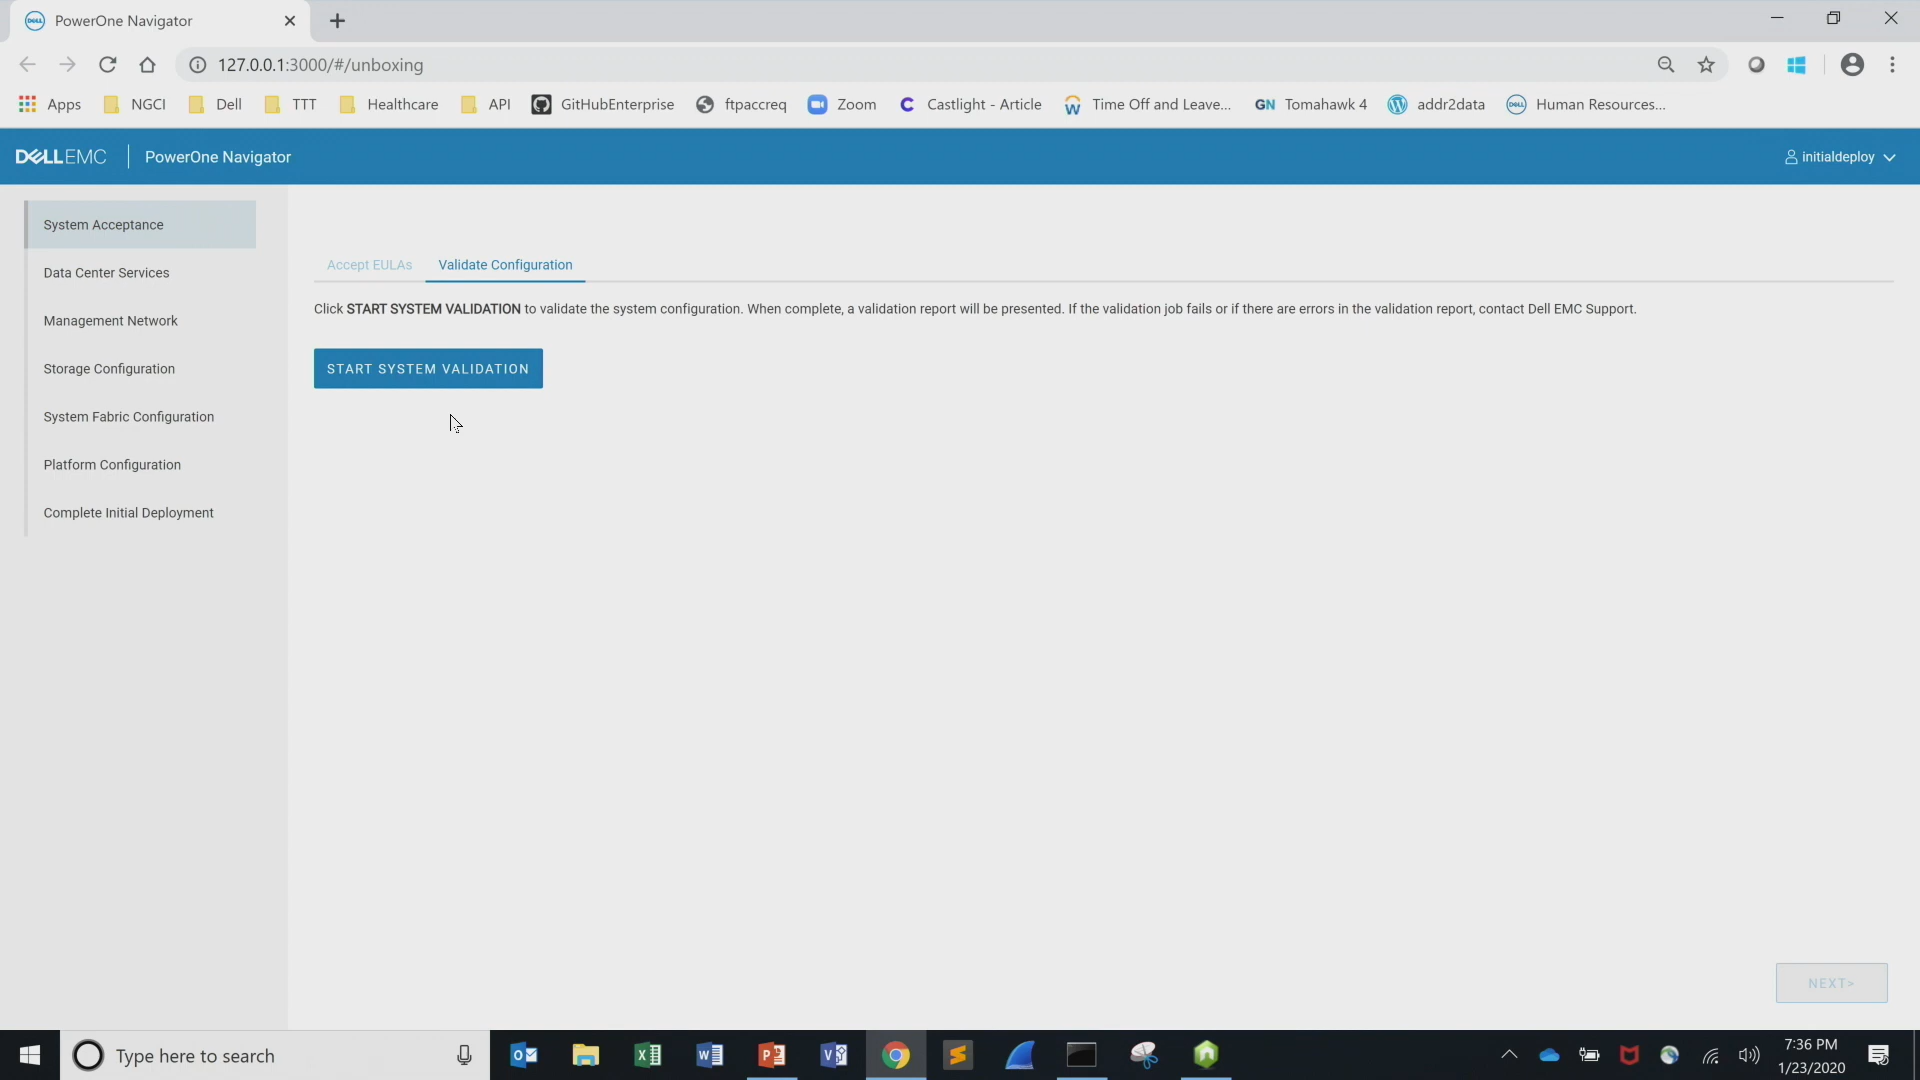 PowerOne Navigator
127.0.0.1:3000/#/unboxing
Apps NGCI Dell TTT Healthcare API GitHubEnterprise ftpaccreq Zoom Castlight - Article Time Off and Leave... GN Tomahawk 4 addr2data Human Resources...
DELLEMC PowerOne Navigator initialdeploy
System Acceptance
Data Center Services
Management Network
Storage Configuration
System Fabric Configuration
Platform Configuration
Complete Initial Deployment
Accept EULAs Validate Configuration
Click START SYSTEM VALIDATION to validate the system configuration. When complete, a validation report will be presented. If the validation job fails or if there are errors in the validation report, contact Dell EMC Support.
START SYSTEM VALIDATION
NEXT>
Type here to search
7:36 PM
1/23/2020